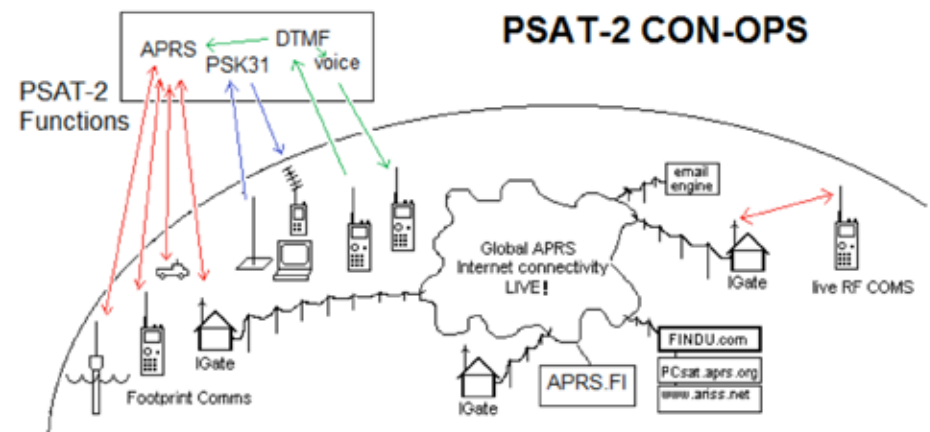 PSAT-2 CON-OPS
APRS
DTMF
PSK31
voice
PSAT-2
Functions
email
engine
Global APRS
Internet connectivity
LIVE!
IGate
live RF COMS
IGate
Footprint Comms
IGate
APRS.FI
FINDU.com
PCsat.aprs.org
www.ariss.net